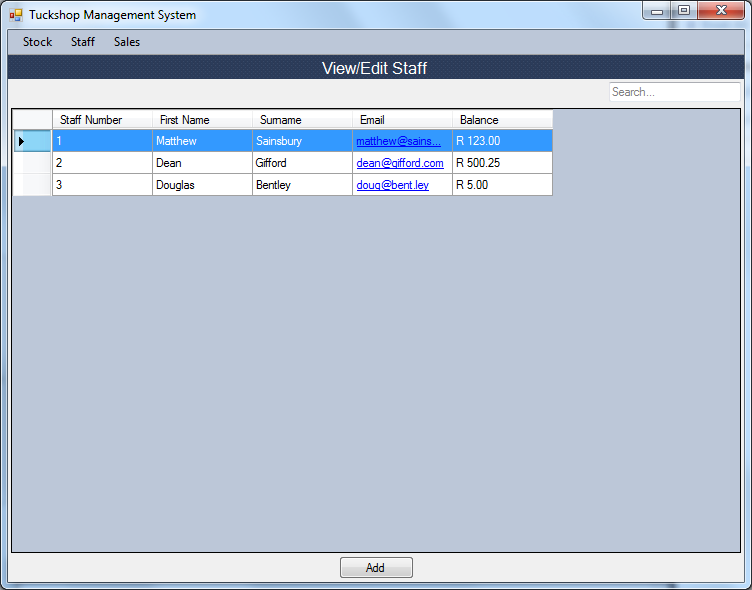 Tuckshop Management System
Stock Staff Sales
View/Edit Staff
Search...
Staff Number First Name Surname Email Balance
1 Matthew Sainsbury matthew@sains... R 123.00
2 Dean Gifford dean@gifford.com R 500.25
3 Douglas Bentley doug@bent.ley R 5.00
Add